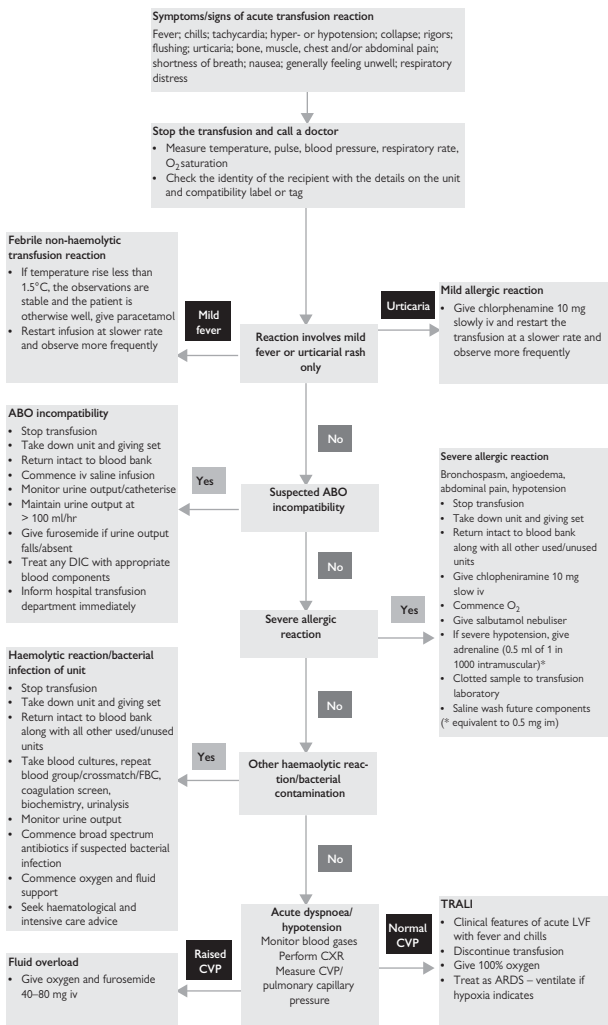 Symptoms/signs of acute transfusion reaction
Fever; chills; tachycardia; hyper- or hypotension; collapse; rigors;
flushing; urticaria; bone, muscle, chest and/or abdominal pain;
shortness of breath; nausea; generally feeling unwell; respiratory
distress
Stop the transfusion and call a doctor
• Measure temperature, pulse, blood pressure, respiratory rate,
O2 saturation
• Check the identity of the recipient with the details on the unit
and compatibility label or tag
Febrile non-haemolytic
transfusion reaction
• If temperature rise less than
1.5°C, the observations are
stable and the patient is
otherwise well, give paracetamol
• Restart infusion at slower rate
and observe more frequently
Mild
fever
Reaction involves mild
fever or urticarial rash
only
Urticaria
Mild allergic reaction
• Give chlorphenamine 10 mg
slowly iv and restart the
transfusion at a slower rate and
observe more frequently
No
ABO incompatibility
• Stop transfusion
• Take down unit and giving set
• Return intact to blood bank
• Commence iv saline infusion
• Monitor urine output/catheterise
• Maintain urine output at
> 100 ml/hr
• Give furosemide if urine output
falls/absent
• Treat any DIC with appropriate
blood components
• Inform hospital transfusion
department immediately
Yes
Suspected ABO
incompatibility
No
Severe allergic
reaction
Yes
Severe allergic reaction
Bronchospasm, angioedema,
abdominal pain, hypotension
• Stop transfusion
• Take down unit and giving set
• Return intact to blood bank
along with all other used/unused
units
• Give chlopheniramine 10 mg
slow iv
• Commence O2
• Give salbutamol nebuliser
• If severe hypotension, give
adrenaline (0.5 ml of 1 in
1000 intramuscular)*
• Clotted sample to transfusion
laboratory
• Saline wash future components
(* equivalent to 0.5 mg im)
No
Haemolytic reaction/bacterial
infection of unit
• Stop transfusion
• Take down unit and giving set
• Return intact to blood bank
along with all other used/unused
units
• Take blood cultures, repeat
blood group/crossmatch/FBC,
coagulation screen,
biochemistry, urinalysis
• Monitor urine output
• Commence broad spectrum
antibiotics if suspected bacterial
infection
• Commence oxygen and fluid
support
• Seek haematological and
intensive care advice
Yes
Other haemaolytic reac-
tion/bacterial
contamination
No
Acute dyspnoea/
hypotension
Monitor blood gases
Perform CXR
Measure CVP/
pulmonary capillary
pressure
Raised
CVP
Fluid overload
• Give oxygen and furosemide
40–80 mg iv
Normal
CVP
TRALI
• Clinical features of acute LVF
with fever and chills
• Discontinue transfusion
• Give 100% oxygen
• Treat as ARDS – ventilate if
hypoxia indicates